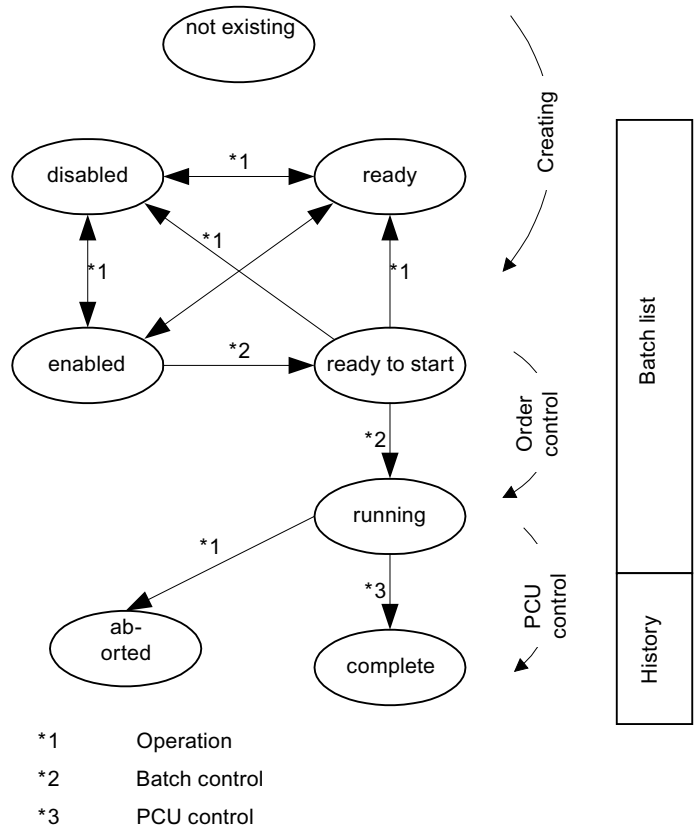 not existing
Creating
disabled
*1
ready
*1
*1
*1
Batch list
enabled
*2
ready to start
Order
control
*2
running
*1
*3
PCU
control
ab-
orted
complete
History
*1 Operation
*2 Batch control
*3 PCU control